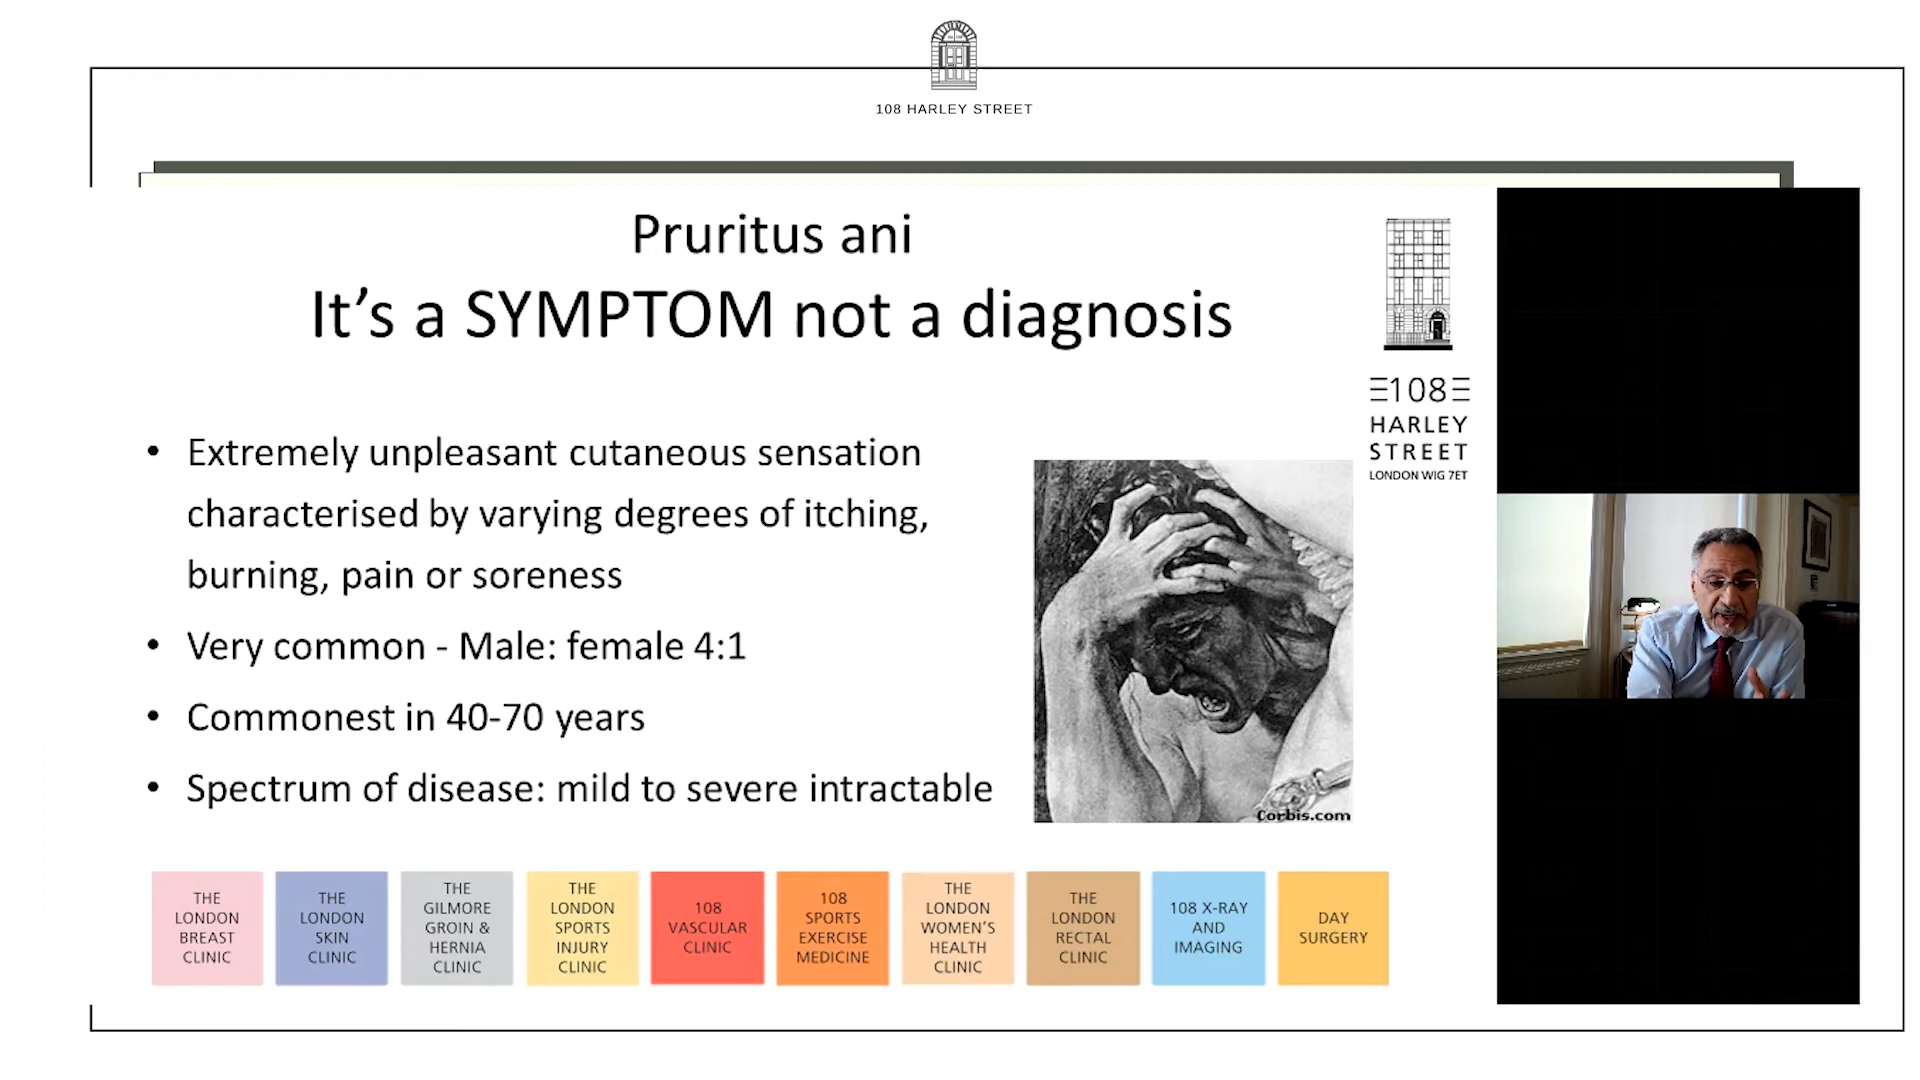 108 HARLEY STREET
Pruritus ani
It's a SYMPTOM not a diagnosis
108
HARLEY
STREET
LONDON W1G 7ET
• Extremely unpleasant cutaneous sensation
characterised by varying degrees of itching,
burning, pain or soreness
• Very common - Male: female 4:1
• Commonest in 40-70 years
• Spectrum of disease: mild to severe intractable
Corbis.com
THE
LONDON
BREAST
CLINIC
THE
LONDON
SKIN
CLINIC
THE
GILMORE
GROIN &
HERNIA
CLINIC
THE
LONDON
SPORTS
INJURY
CLINIC
108
VASCULAR
CLINIC
108
SPORTS
EXERCISE
MEDICINE
THE
LONDON
WOMEN'S
HEALTH
CLINIC
THE
LONDON
RECTAL
CLINIC
108 X-RAY
AND
IMAGING
DAY
SURGERY